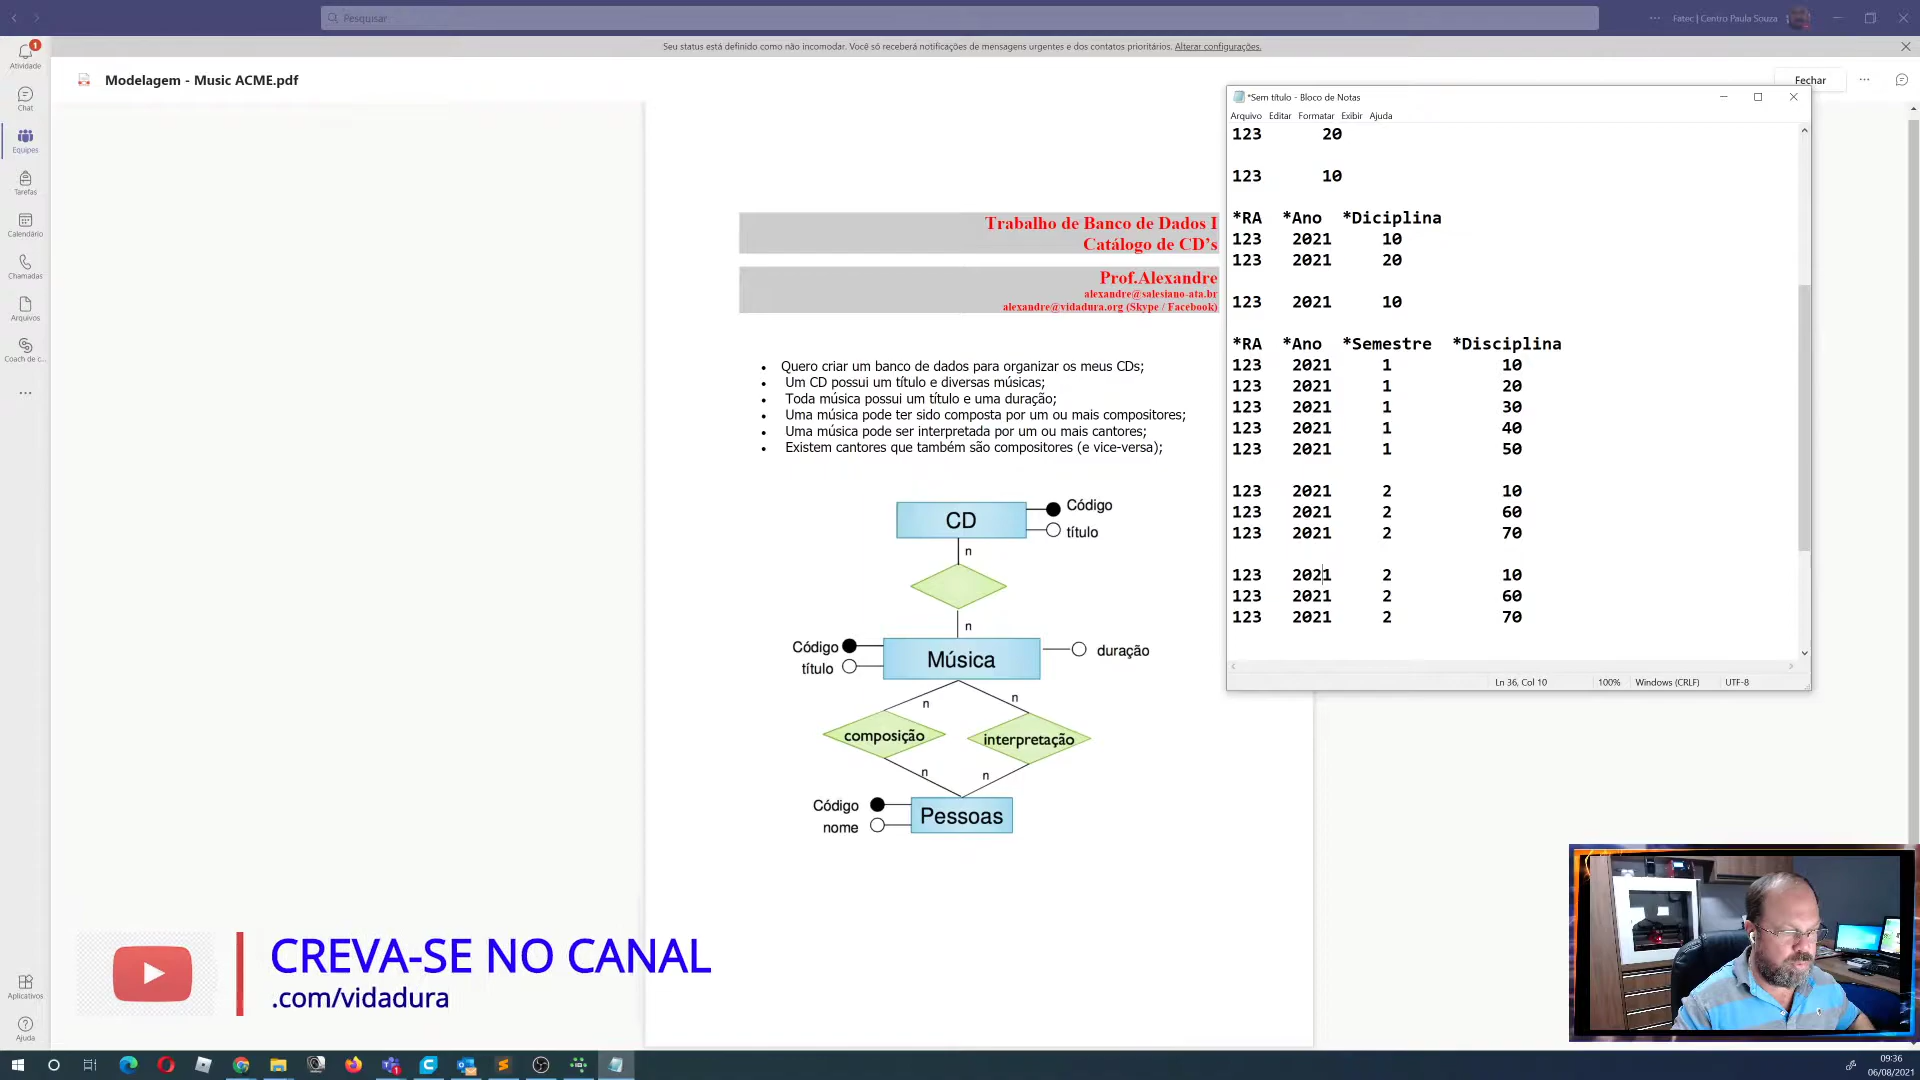 Pesquisar
Fatec | Centro Paula Souza
Seu status está definido como não incomodar. Você só receberá notificações de mensagens urgentes e dos contatos prioritários. Alterar configurações.
1
Atividade
Chat
Equipes
Tarefas
Calendário
Chamadas
Arquivos
Coach de c...
Aplicativos
Ajuda
Modelagem - Music ACME.pdf
Fechar
Trabalho de Banco de Dados I
Catálogo de CD's
Prof.Alexandre
alexandre@salesiano-ata.br
alexandre@vidadura.org (Skype / Facebook)
• Quero criar um banco de dados para organizar os meus CDs;
• Um CD possui um título e diversas músicas;
• Toda música possui um título e uma duração;
• Uma música pode ter sido composta por um ou mais compositores;
• Uma música pode ser interpretada por um ou mais cantores;
• Existem cantores que também são compositores (e vice-versa);
CD
Código
título
n
n
Código
título
Música
duração
n
n
composição
interpretação
n
n
Código
nome
Pessoas
*Sem título - Bloco de Notas
Arquivo Editar Formatar Exibir Ajuda
123 20
123 10
*RA *Ano *Diciplina
123 2021 10
123 2021 20
123 2021 10
*RA *Ano *Semestre *Disciplina
123 2021 1 10
123 2021 1 20
123 2021 1 30
123 2021 1 40
123 2021 1 50
123 2021 2 10
123 2021 2 60
123 2021 2 70
123 2021 2 10
123 2021 2 60
123 2021 2 70
Ln 36, Col 10 100% Windows (CRLF) UTF-8
CREVA-SE NO CANAL
.com/vidadura
09:36
06/08/2021